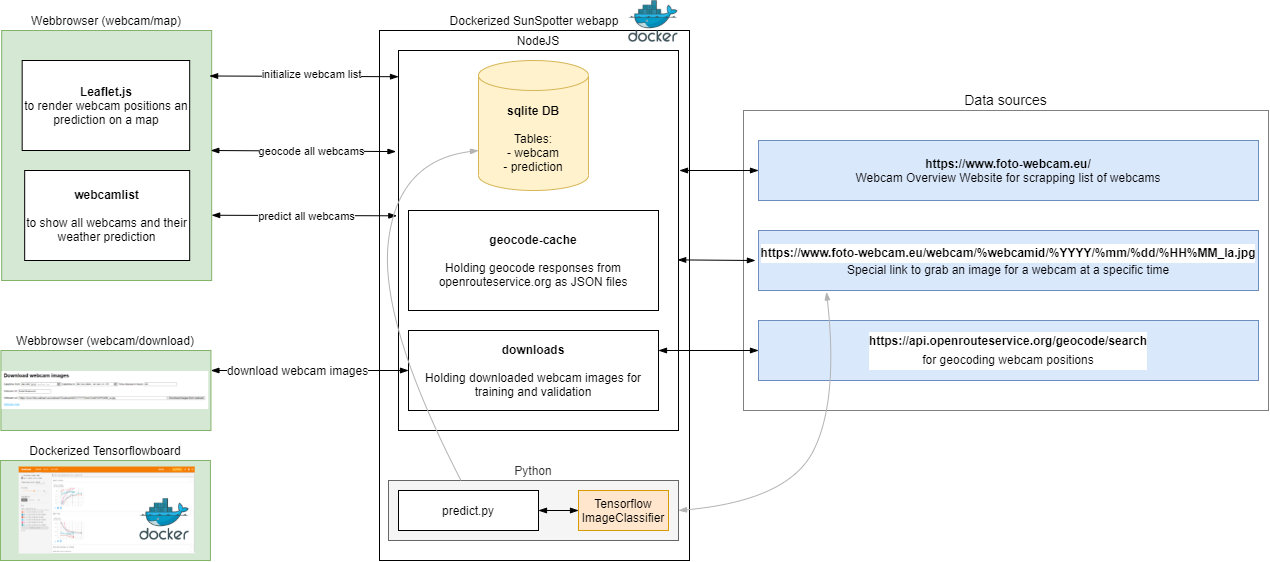 Webbrowser (webcam/map)
Leaflet.js
to render webcam positions an
prediction on a map
webcamlist
to show all webcams and their
weather prediction
initialize webcam list
geocode all webcams
predict all webcams
Dockerized SunSpotter webapp
docker
NodeJS
sqlite DB
Tables:
- webcam
- prediction
geocode-cache
Holding geocode responses from
openrouteservice.org as JSON files
downloads
Holding downloaded webcam images for
training and validation
Data sources
https://www.foto-webcam.eu/
Webcam Overview Website for scrapping list of webcams
https://www.foto-webcam.eu/webcam/%webcamid/%YYYY/%mm/%dd/%HH%MM_la.jpg
Special link to grab an image for a webcam at a specific time
https://api.openrouteservice.org/geocode/search
for geocoding webcam positions
Webbrowser (webcam/download)
Download webcam images
download webcam images
Dockerized Tensorflowboard
docker
Python
predict.py
Tensorflow
ImageClassifier